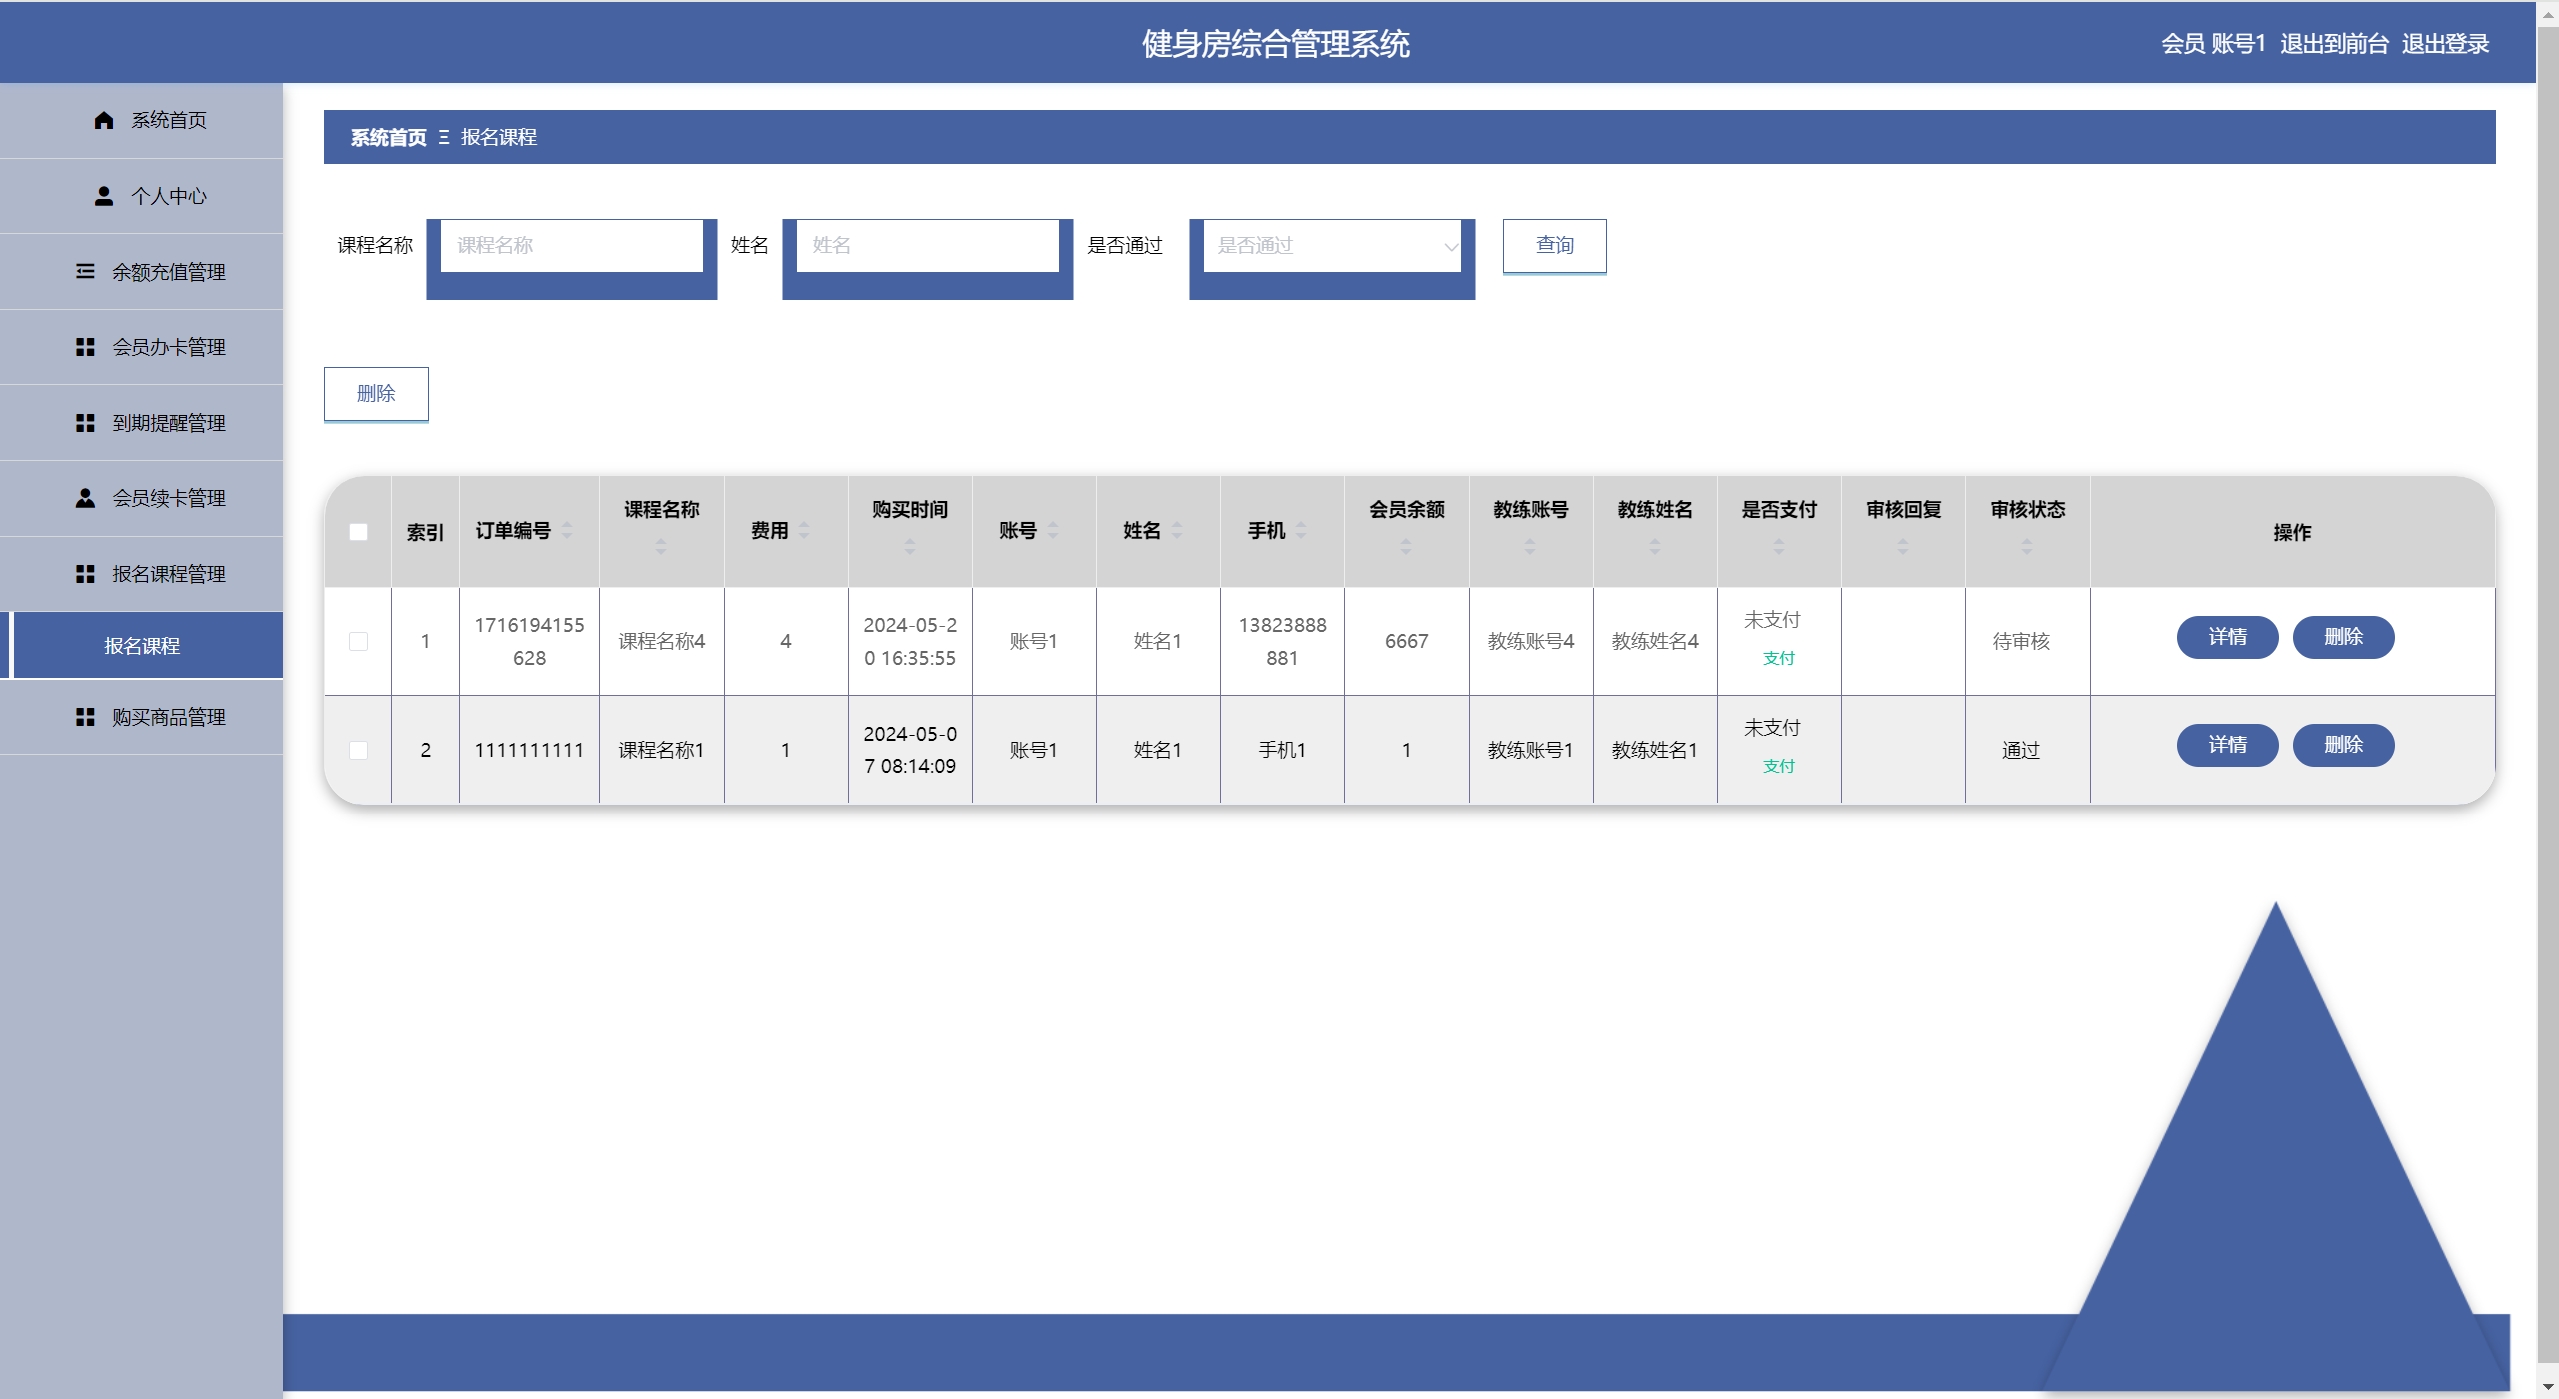 健身房综合管理系统
会员 账号1 退出到前台 退出登录
系统首页
个人中心
余额充值管理
会员办卡管理
到期提醒管理
会员续卡管理
报名课程管理
报名课程
购买商品管理
系统首页 Ξ 报名课程
课程名称 课程名称 姓名 姓名 是否通过 是否通过 查询
删除
索引 订单编号 课程名称 费用 购买时间 账号 姓名 手机 会员余额 教练账号 教练姓名 是否支付 审核回复 审核状态 操作
1 1716194155628 课程名称4 4 2024-05-20 16:35:55 账号1 姓名1 13823888881 6667 教练账号4 教练姓名4 未支付 支付 待审核 详情 删除
2 1111111111 课程名称1 1 2024-05-07 08:14:09 账号1 姓名1 手机1 1 教练账号1 教练姓名1 未支付 支付 通过 详情 删除